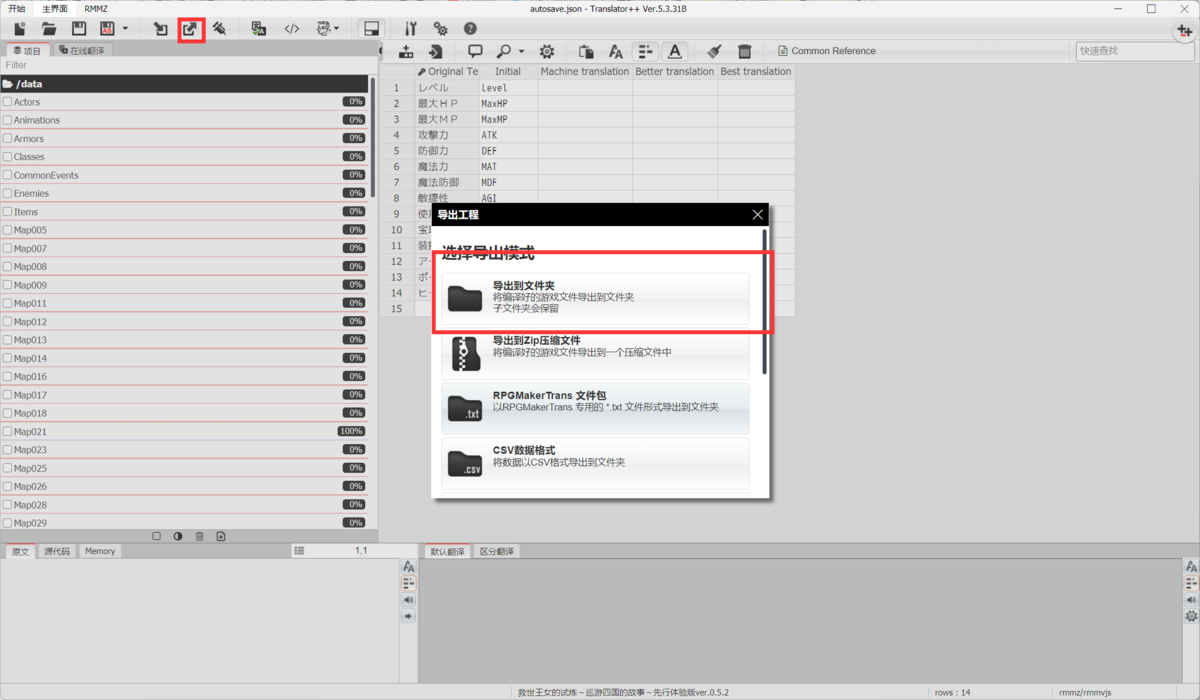 autosave.json - Translator++ Ver.5.3.31B
开始 主界面 RMMZ
项目 在线翻译
Common Reference
快速查找
Filter
/data
Actors 0%
Animations 0%
Armors 0%
Classes 0%
CommonEvents 0%
Enemies 0%
Items 0%
Map005 0%
Map007 0%
Map008 0%
Map009 0%
Map011 0%
Map012 0%
Map013 0%
Map014 0%
Map016 0%
Map017 0%
Map018 0%
Map021 100%
Map023 0%
Map025 0%
Map026 0%
Map028 0%
Map029 0%
Original Te Initial Machine translation Better translation Best translation
1 レベル Level
2 最大ＨＰ MaxHP
3 最大ＭＰ MaxMP
4 攻撃力 ATK
5 防御力 DEF
6 魔法力 MAT
7 魔法防御 MDF
8 敏捷性 AGI
9 使
10
11 装
12 ア
13 ボ
14 ヒ
15
导出工程
选择导出模式
导出到文件夹
将编译好的游戏文件导出到文件夹
子文件夹会保留
导出到Zip压缩文件
将编译好的游戏文件导出到一个压缩文件中
.txt
RPGMakerTrans 文件包
以RPGMakerTrans 专用的 *.txt 文件形式导出到文件夹
.csv
CSV数据格式
将数据以CSV格式导出到文件夹
原文 源代码 Memory 1,1
默认翻译 区分翻译
救世王女的试炼～巡游四国的故事～先行体验版ver.0.5.2
rows : 14
rmmz/rmmvjs